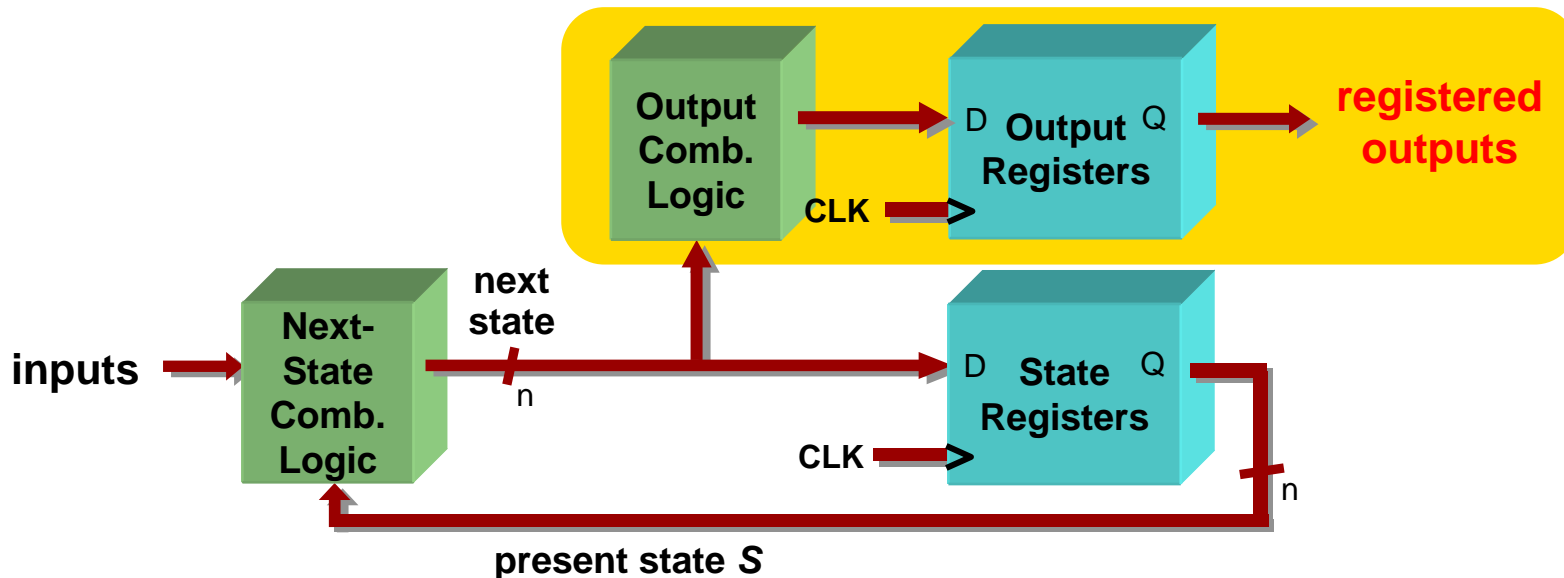 Output
Comb.
Logic
D
Output
Registers
Q
CLK
registered
outputs
inputs
Next-
State
Comb.
Logic
next
state
n
D
State
Registers
Q
CLK
n
present state S